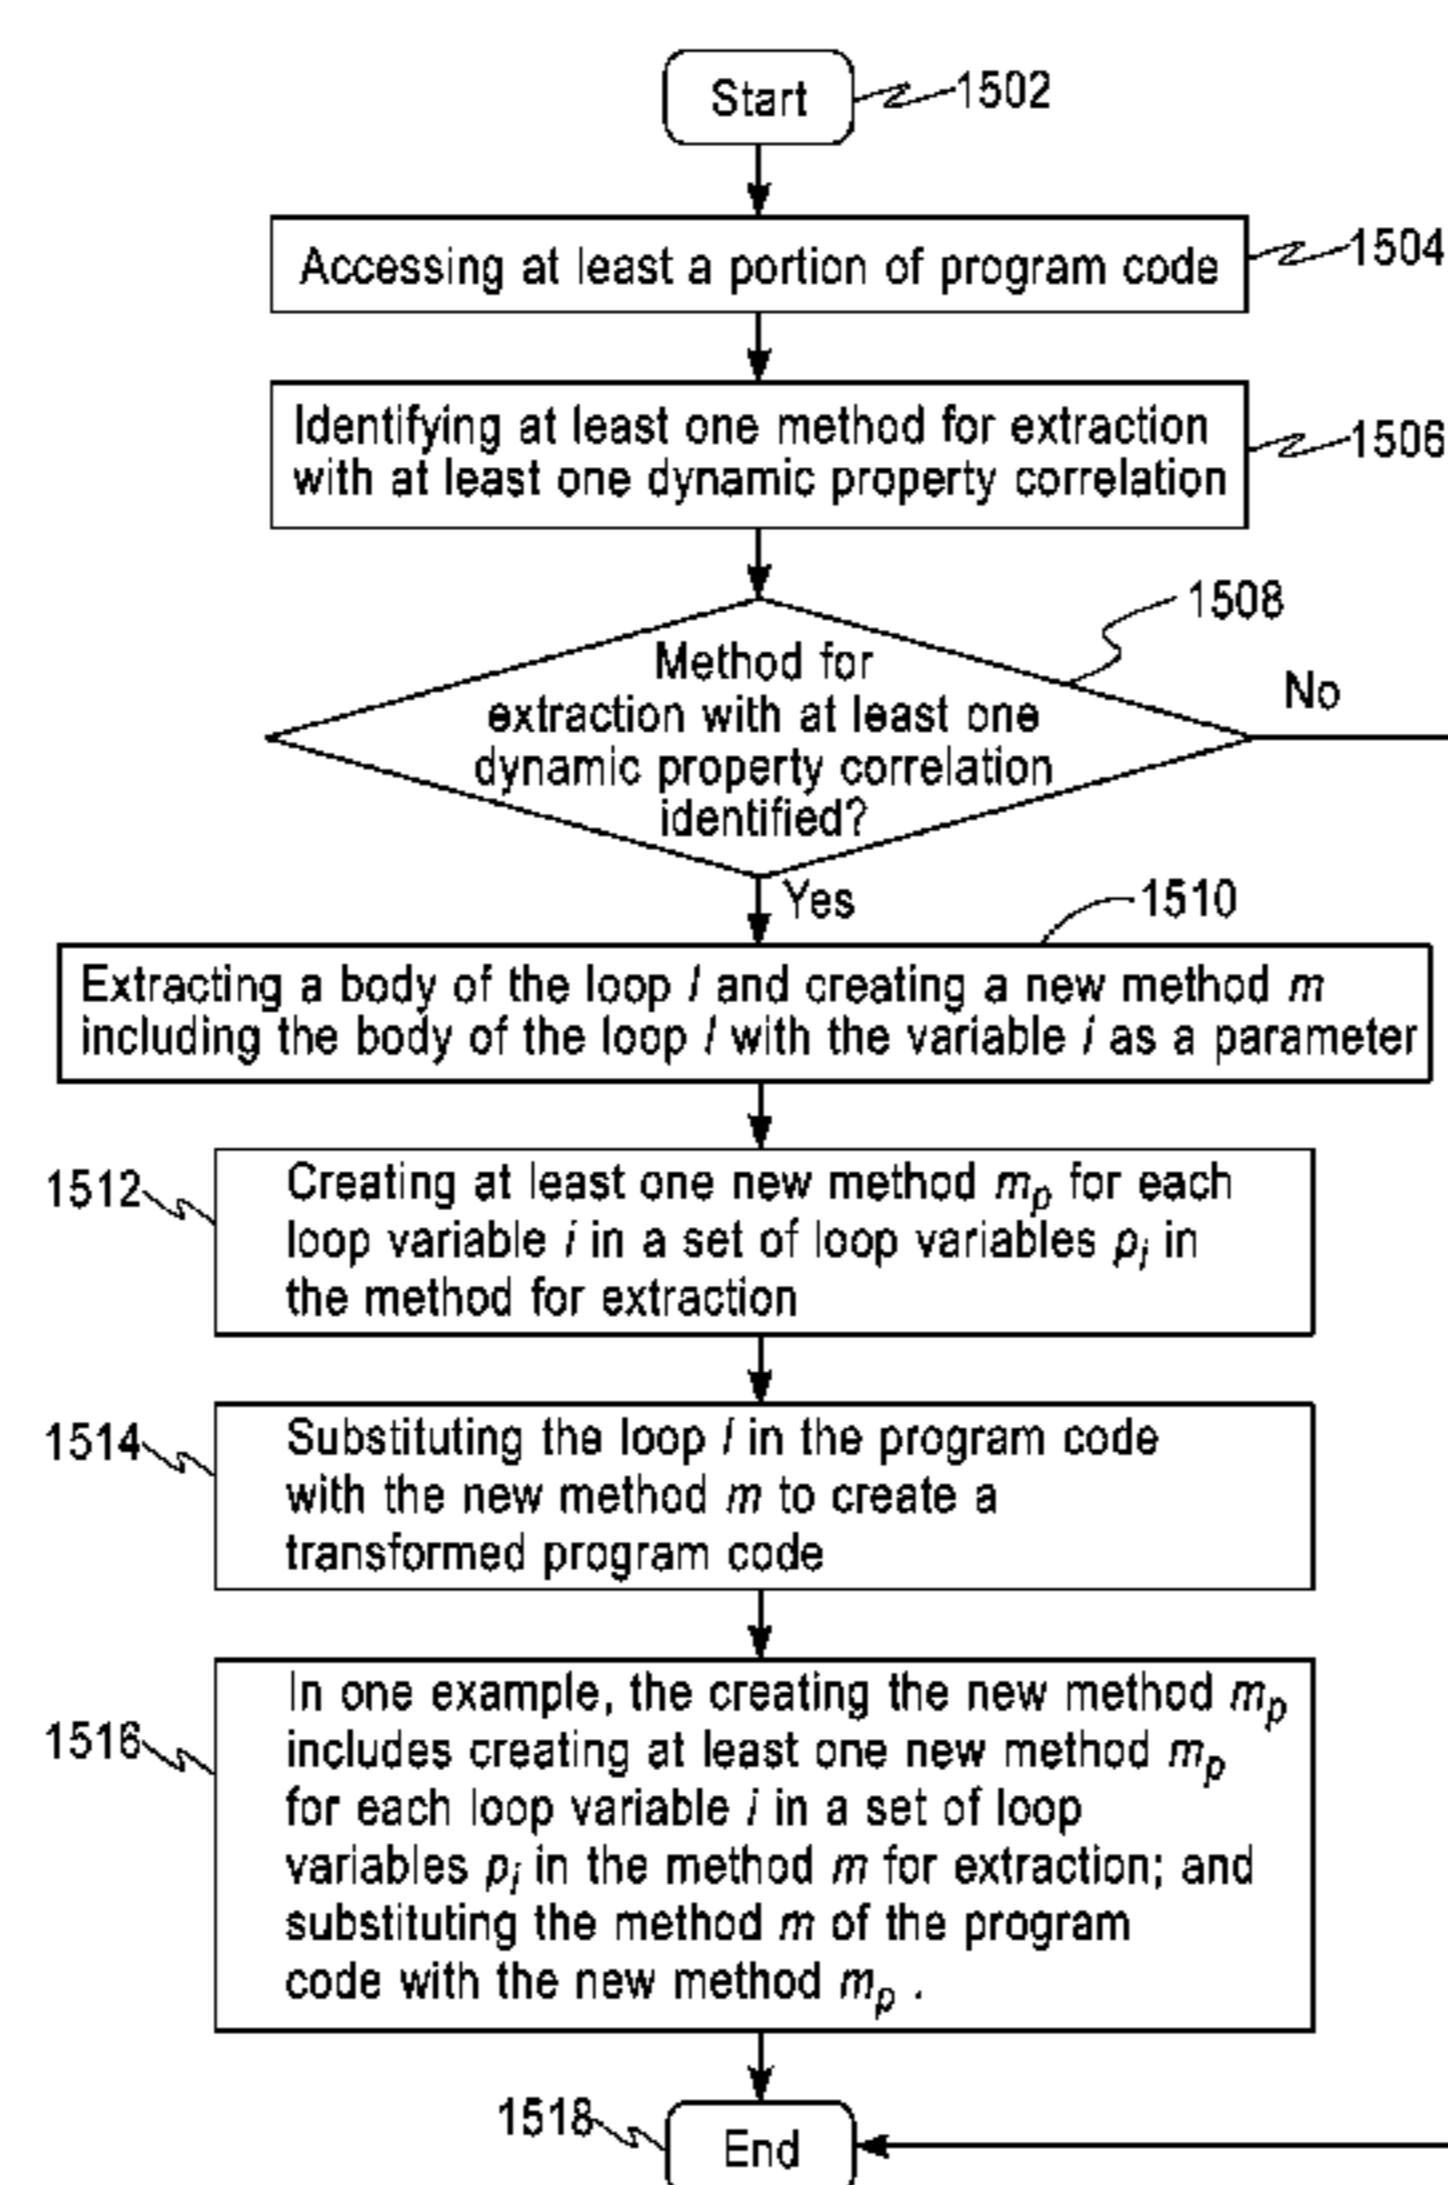 Start
1502
Accessing at least a portion of program code
1504
Identifying at least one method for extraction
with at least one dynamic property correlation
1506
1508
Method for
extraction with at least one
dynamic property correlation
identified?
No
Yes
1510
Extracting a body of the loop l and creating a new method m
including the body of the loop l with the variable i as a parameter
1512
Creating at least one new method mp for each
loop variable i in a set of loop variables pi in
the method for extraction
1514
Substituting the loop l in the program code
with the new method m to create a
transformed program code
1516
In one example, the creating the new method mp
includes creating at least one new method mp
for each loop variable i in a set of loop
variables pi in the method m for extraction; and
substituting the method m of the program
code with the new method mp .
1518
End